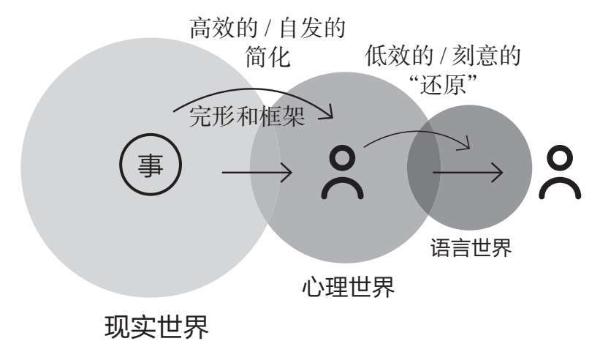 高效的 / 自发的
简化
低效的 / 刻意的
“还原”
完形和框架
事
语言世界
心理世界
现实世界